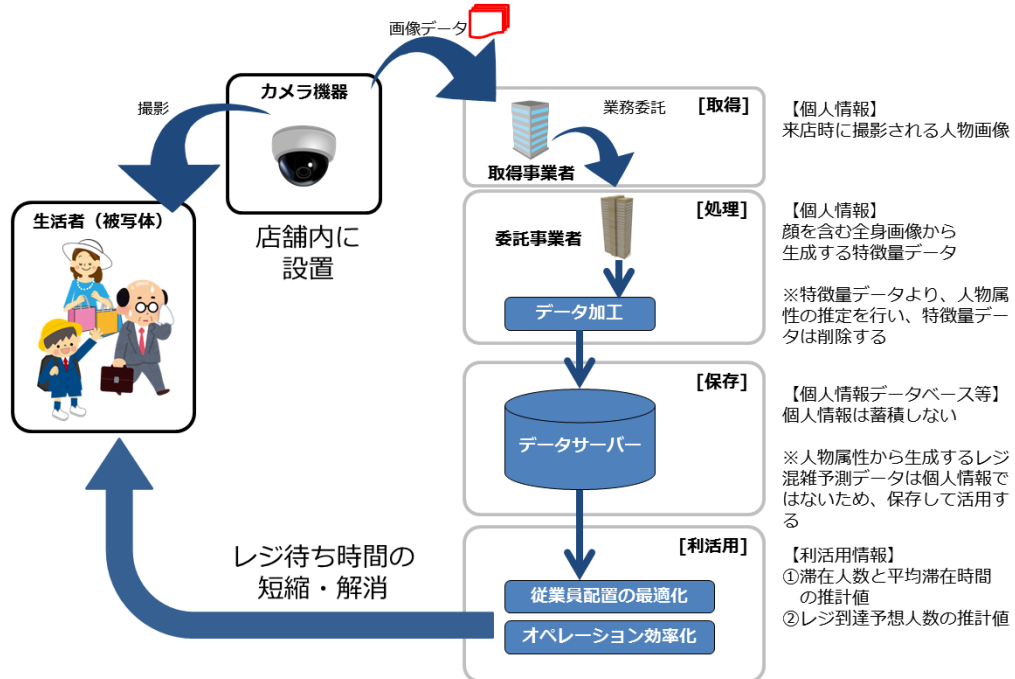 画像データ
撮影
カメラ機器
店舗内に
設置
生活者（被写体）
[取得]
業務委託
取得事業者
【個人情報】
来店時に撮影される人物画像
[処理]
委託事業者
データ加工
【個人情報】
顔を含む全身画像から
生成する特徴量データ
※特徴量データより、人物属
性の推定を行い、特徴量デー
タは削除する
[保存]
データサーバー
【個人情報データベース等】
個人情報は蓄積しない
※人物属性から生成するレジ
混雑予測データは個人情報で
はないため、保存して活用す
る
[利活用]
従業員配置の最適化
オペレーション効率化
【利活用情報】
①滞在人数と平均滞在時間
の推計値
②レジ到達予想人数の推計値
レジ待ち時間の
短縮・解消